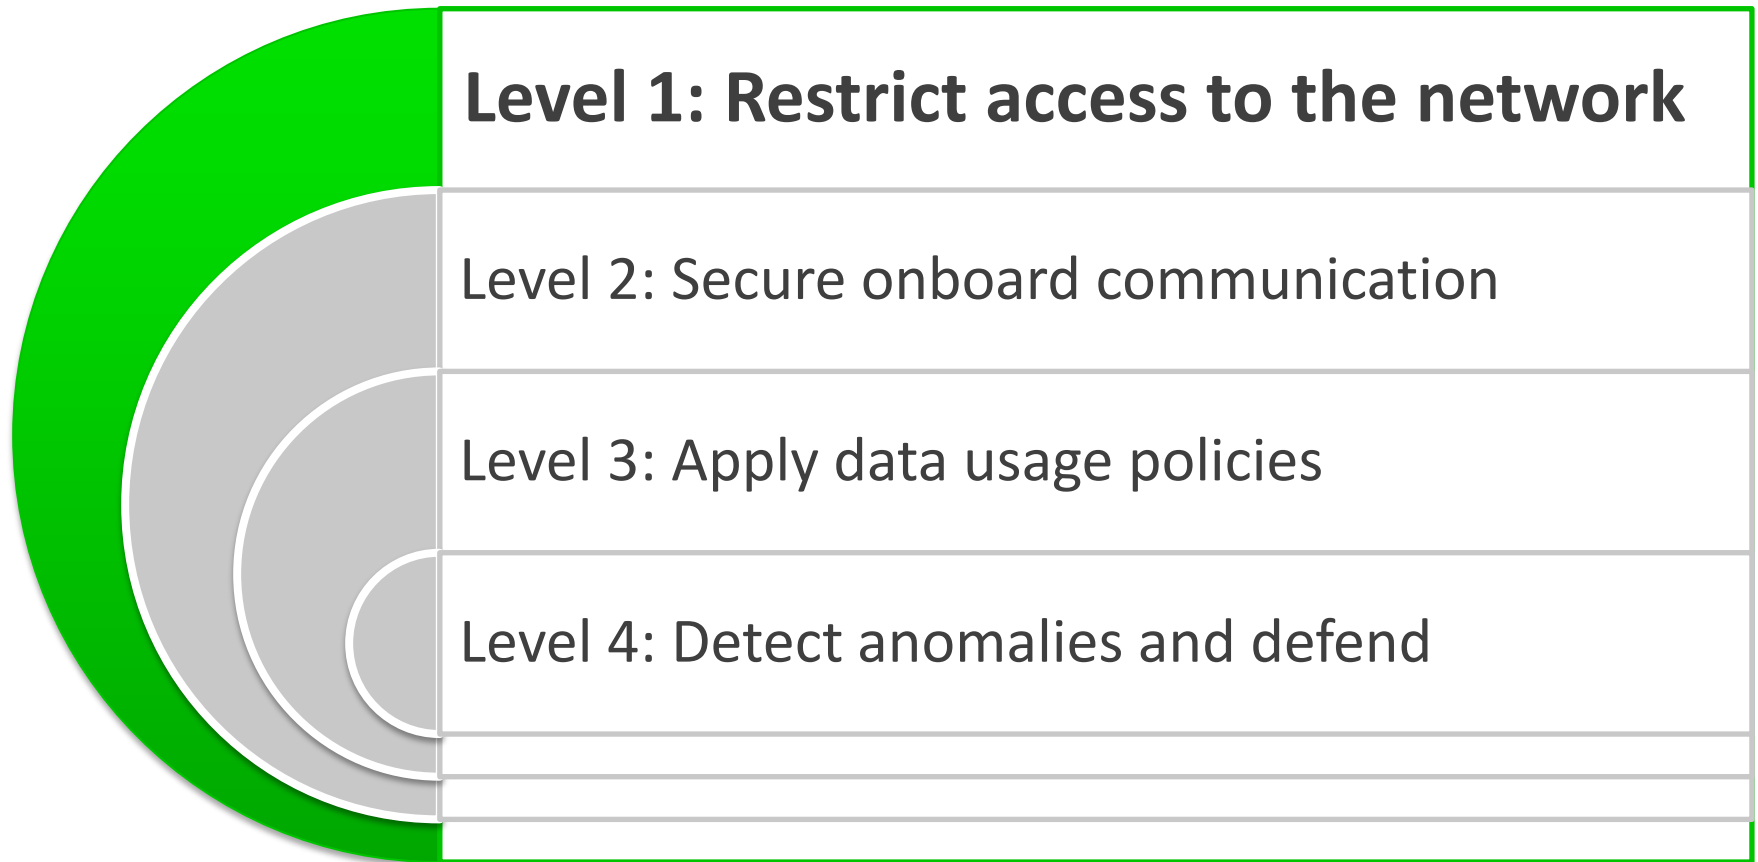 Level 1: Restrict access to the network
Level 2: Secure onboard communication
Level 3: Apply data usage policies
Level 4: Detect anomalies and defend